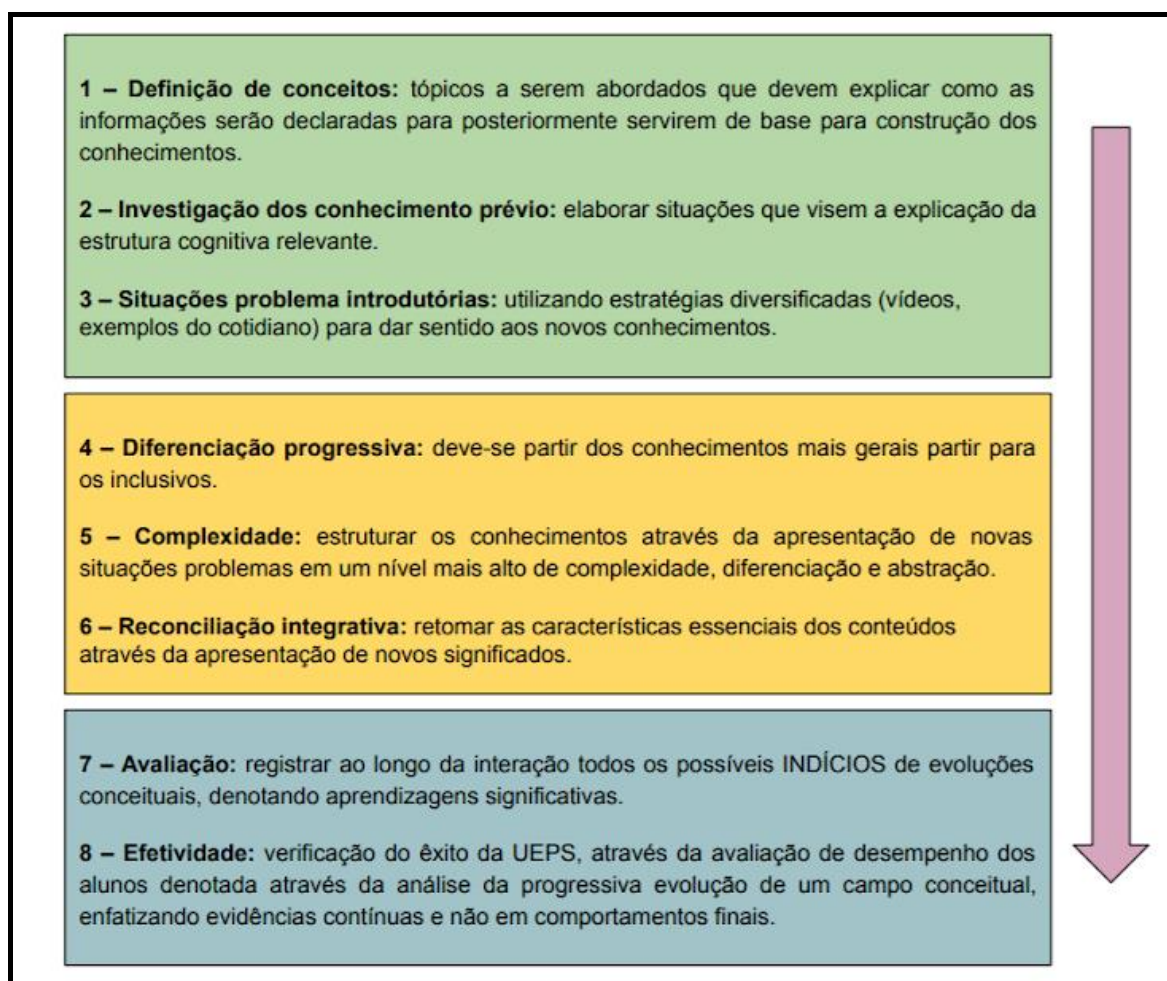 1 – Definição de conceitos: tópicos a serem abordados que devem explicar como as
informações serão declaradas para posteriormente servirem de base para construção dos
conhecimentos.
2 – Investigação dos conhecimento prévio: elaborar situações que visem a explicação da
estrutura cognitiva relevante.
3 – Situações problema introdutórias: utilizando estratégias diversificadas (vídeos,
exemplos do cotidiano) para dar sentido aos novos conhecimentos.
4 – Diferenciação progressiva: deve-se partir dos conhecimentos mais gerais partir para
os inclusivos.
5 – Complexidade: estruturar os conhecimentos através da apresentação de novas
situações problemas em um nível mais alto de complexidade, diferenciação e abstração.
6 – Reconciliação integrativa: retomar as características essenciais dos conteúdos
através da apresentação de novos significados.
7 – Avaliação: registrar ao longo da interação todos os possíveis INDÍCIOS de evoluções
conceituais, denotando aprendizagens significativas.
8 – Efetividade: verificação do êxito da UEPS, através da avaliação de desempenho dos
alunos denotada através da análise da progressiva evolução de um campo conceitual,
enfatizando evidências contínuas e não em comportamentos finais.